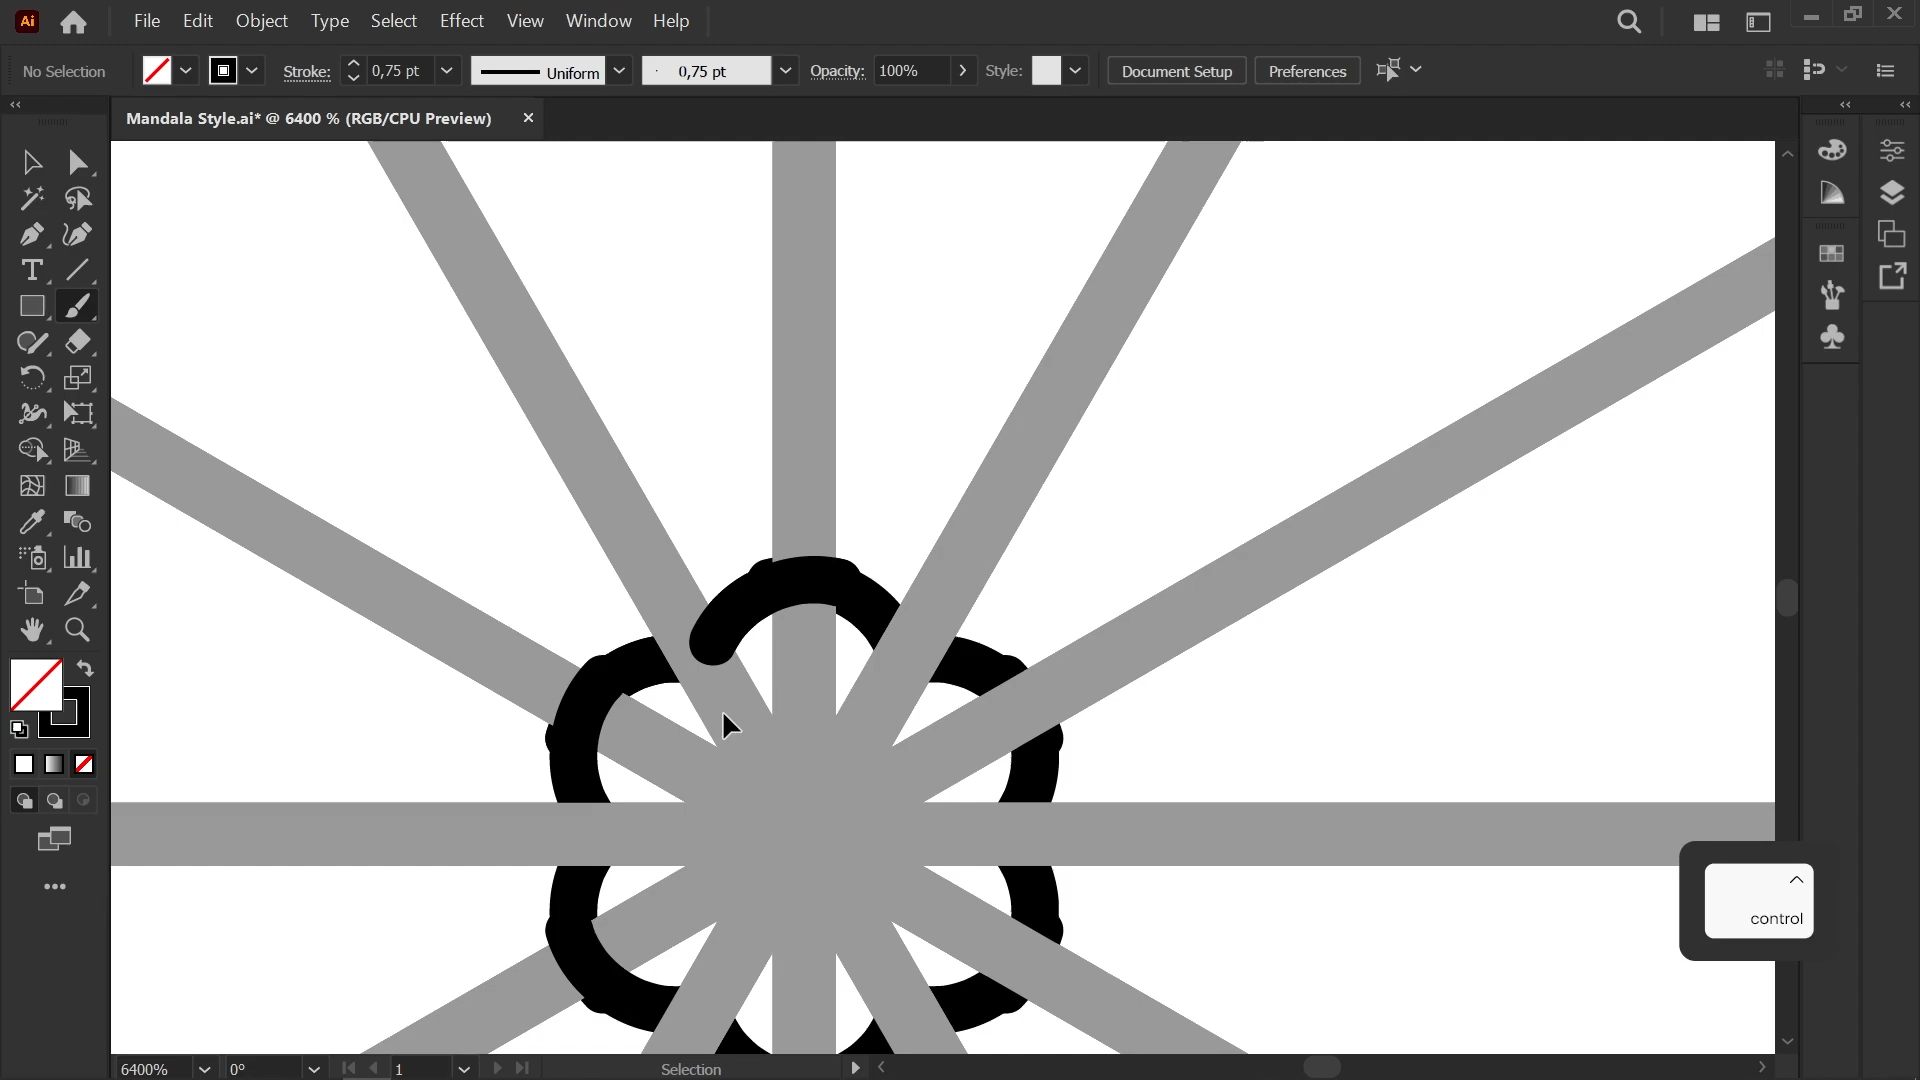 Ai File Edit Object Type Select Effect View Window Help
No Selection Stroke: 0,75 pt Uniform 0,75 pt Opacity: 100% Style: Document Setup Preferences
Mandala Style.ai* @ 6400 % (RGB/CPU Preview)
T
control
6400% 0° 1 Selection